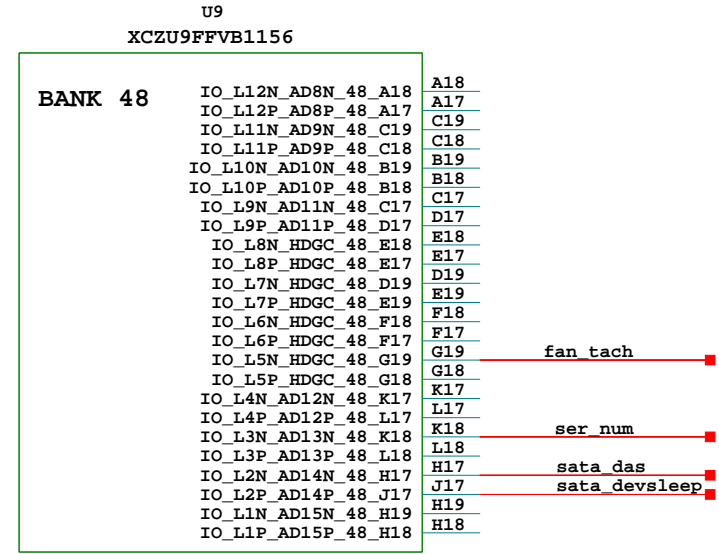 U9
XCZU9FFVB1156
BANK 48
IO_L12N_AD8N_48_A18 A18
IO_L12P_AD8P_48_A17 A17
IO_L11N_AD9N_48_C19 C19
IO_L11P_AD9P_48_C18 C18
IO_L10N_AD10N_48_B19 B19
IO_L10P_AD10P_48_B18 B18
IO_L9N_AD11N_48_C17 C17
IO_L9P_AD11P_48_D17 D17
IO_L8N_HDGC_48_E18 E18
IO_L8P_HDGC_48_E17 E17
IO_L7N_HDGC_48_D19 D19
IO_L7P_HDGC_48_E19 E19
IO_L6N_HDGC_48_F18 F18
IO_L6P_HDGC_48_F17 F17
IO_L5N_HDGC_48_G19 G19 fan_tach
IO_L5P_HDGC_48_G18 G18
IO_L4N_AD12N_48_K17 K17
IO_L4P_AD12P_48_L17 L17
IO_L3N_AD13N_48_K18 K18 ser_num
IO_L3P_AD13P_48_L18 L18
IO_L2N_AD14N_48_H17 H17 sata_das
IO_L2P_AD14P_48_J17 J17 sata_devsleep
IO_L1N_AD15N_48_H19 H19
IO_L1P_AD15P_48_H18 H18